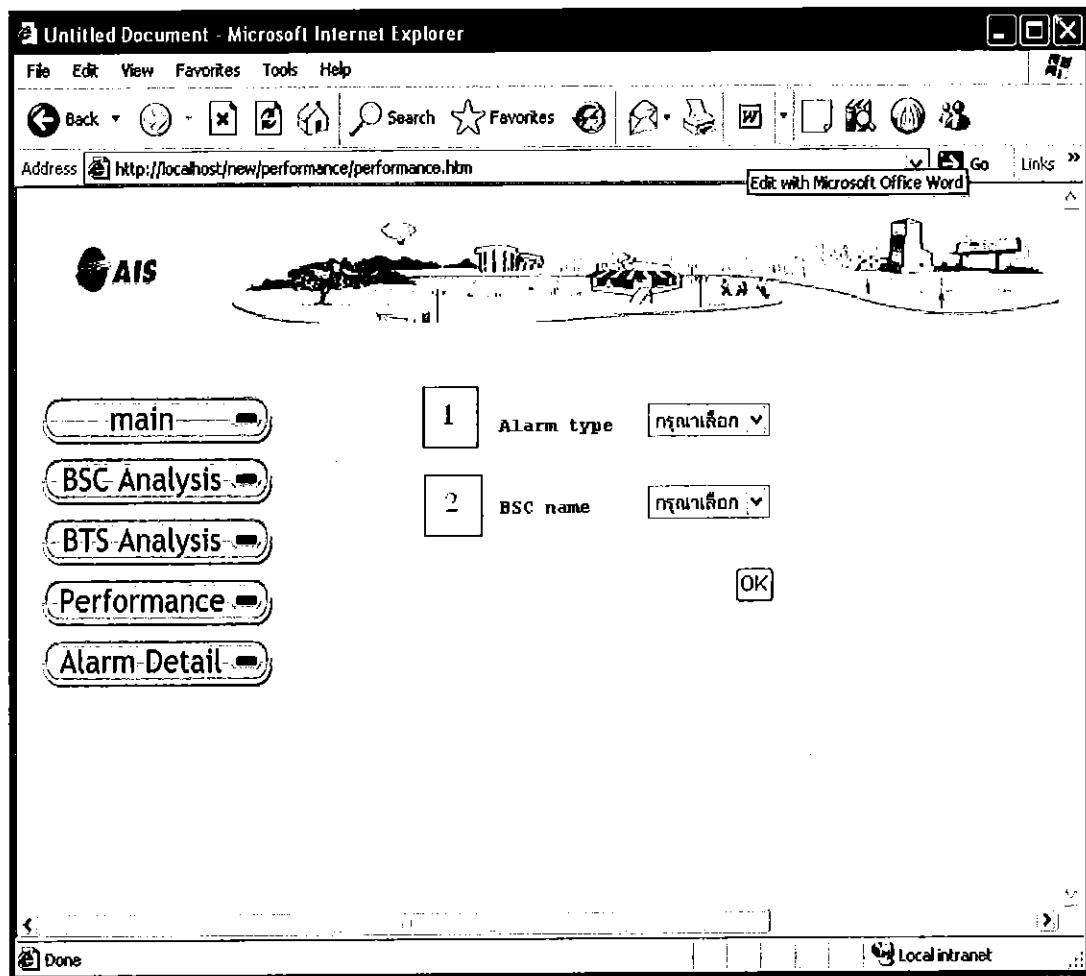 Untitled Document - Microsoft Internet Explorer
File Edit View Favorites Tools Help
Back Search Favorites
Address http://localhost/new/performance/performance.htm Go Links »
Edit with Microsoft Office Word
AIS
main
BSC Analysis
BTS Analysis
Performance
Alarm Detail
1 Alarm type กรุณาเลือก
2 BSC name กรุณาเลือก
OK
Done Local intranet